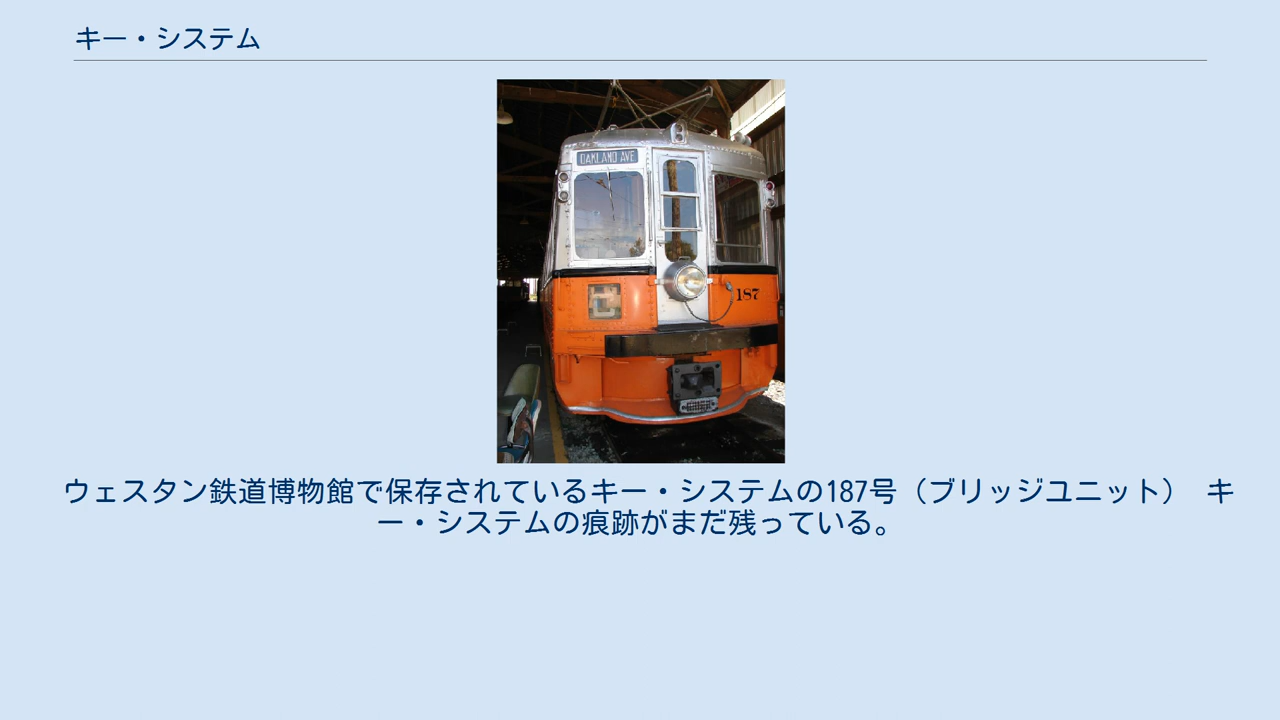 キー・システム
B
OAKLAND AVE
187
ウェスタン鉄道博物館で保存されているキー・システムの187号（ブリッジユニット） キ
ー・システムの痕跡がまだ残っている。